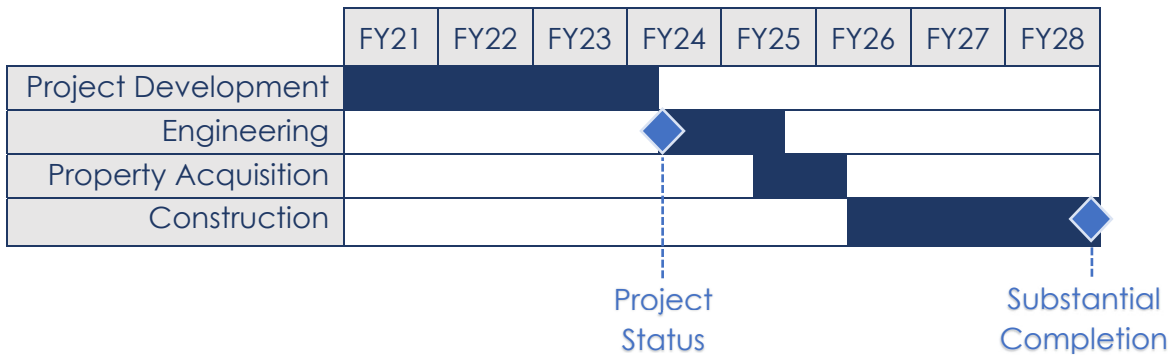 FY21 FY22 FY23 FY24 FY25 FY26 FY27 FY28
Project Development
Engineering
Property Acquisition
Construction
Project Status
Substantial Completion